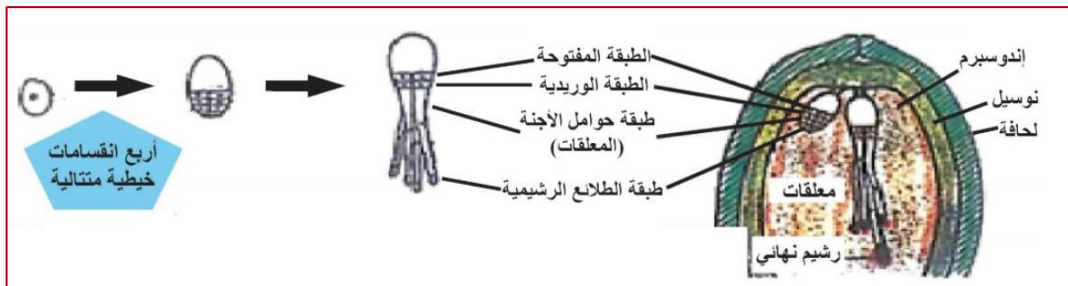 أربع انقسامات
خيطية متتالية
الطبقة المفتوحة
الطبقة الوريدية
طبقة حوامل الأجنة
(المعلقات)
طبقة الطلائع الرشيمية
إندوسبرم
نوسيل
لحافة
معلقات
رشيم نهائي